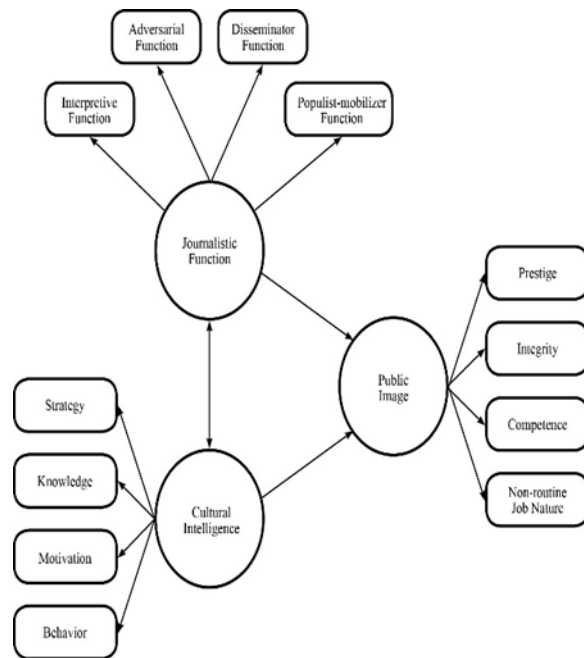 Adversarial
Function
Disseminator
Function
Interpretive
Function
Populist-mobilizer
Function
Journalistic
Function
Prestige
Integrity
Public
Image
Competence
Non-routine
Job Nature
Strategy
Knowledge
Cultural
Intelligence
Motivation
Behavior